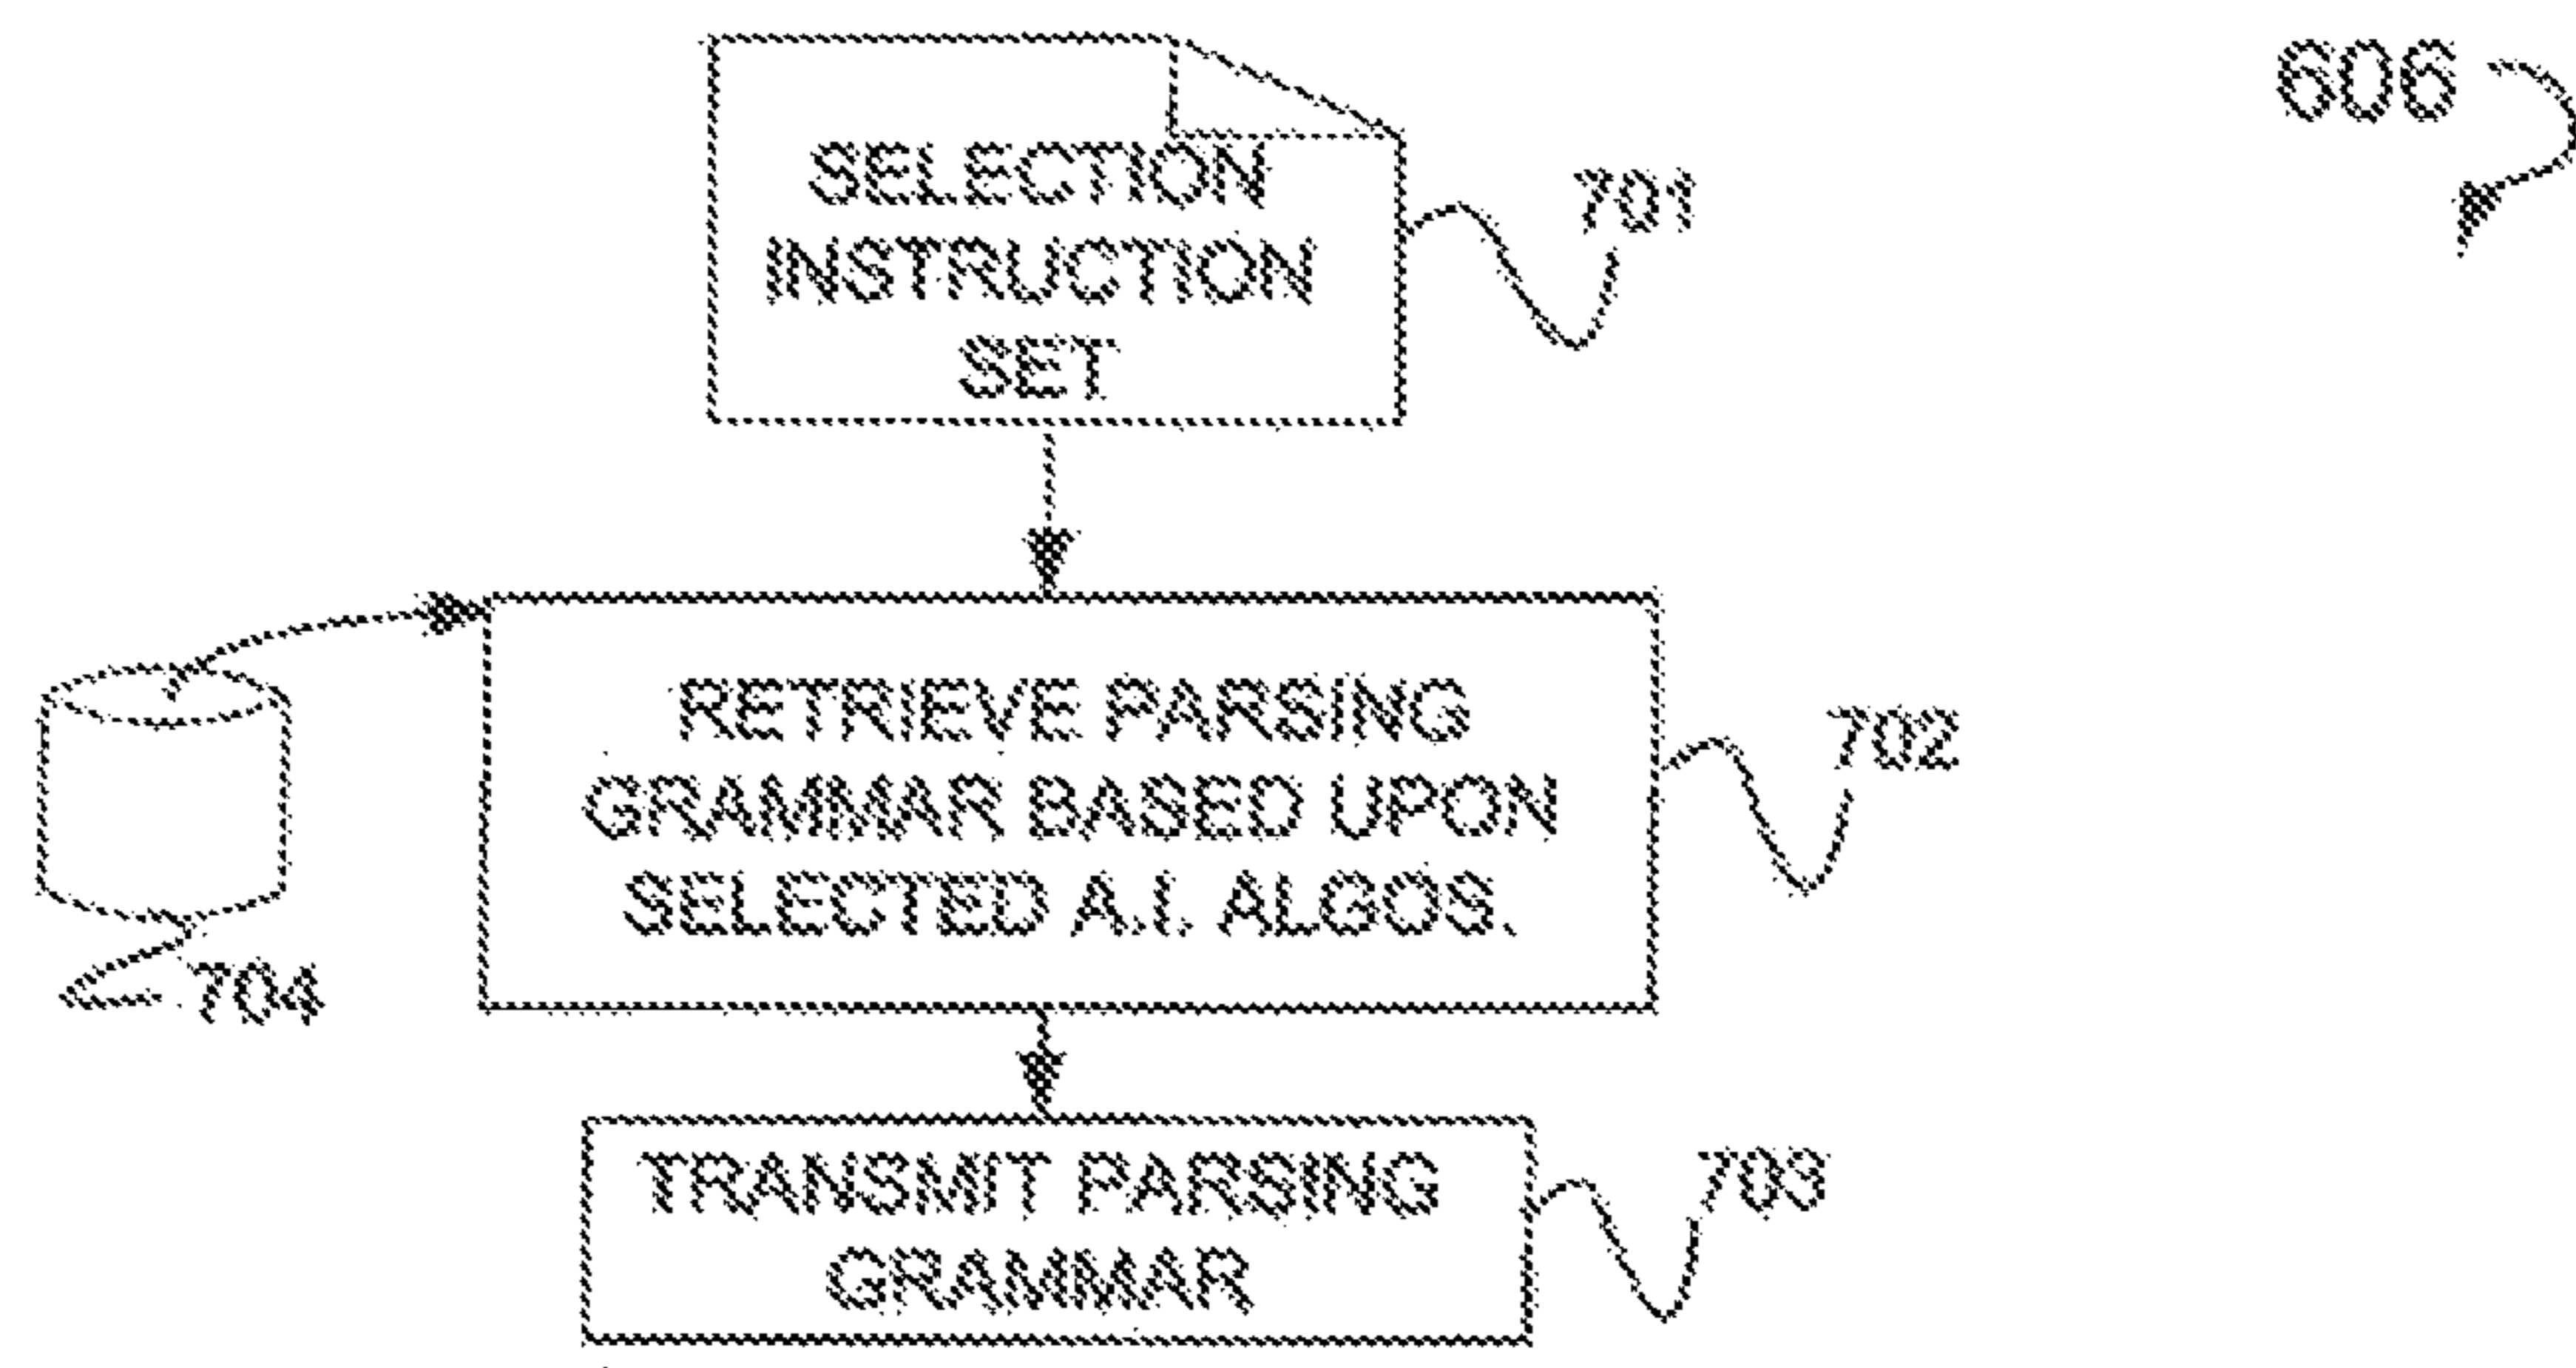 606
SELECTION
INSTRUCTION
SET
701
RETRIEVE PARSING
GRAMMAR BASED UPON
SELECTED A.I. ALGOS.
702
704
TRANSMIT PARSING
GRAMMAR
703